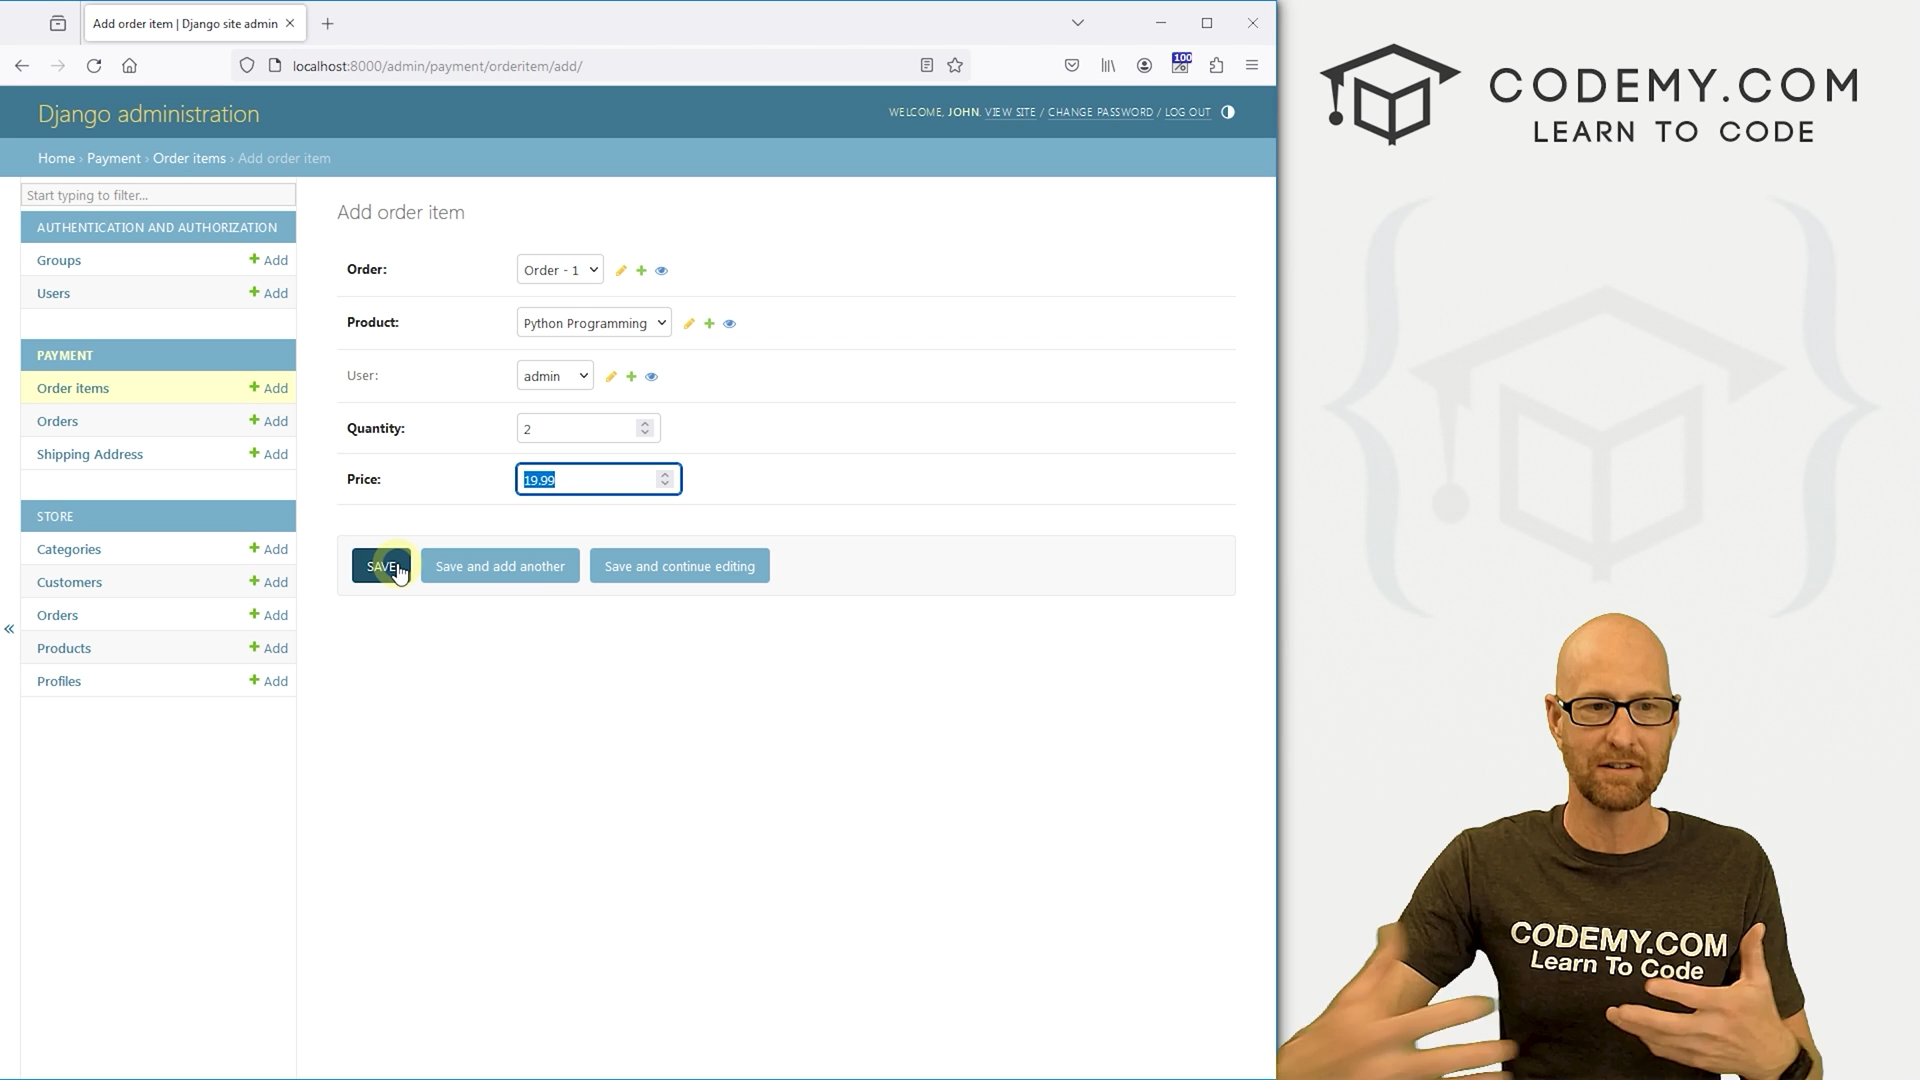 Add order item | Django site admin
localhost:8000/admin/payment/orderitem/add/
100
Django administration
WELCOME, JOHN. VIEW SITE / CHANGE PASSWORD / LOG OUT
Home › Payment › Order items › Add order item
Start typing to filter...
AUTHENTICATION AND AUTHORIZATION
Groups + Add
Users + Add
PAYMENT
Order items + Add
Orders + Add
Shipping Address + Add
STORE
Categories + Add
Customers + Add
Orders + Add
Products + Add
Profiles + Add
«
Add order item
Order: Order - 1
Product: Python Programming
User: admin
Quantity: 2
Price: 19.99
SAVE Save and add another Save and continue editing
CODEMY.COM
LEARN TO CODE
CODEMY.COM
Learn To Code